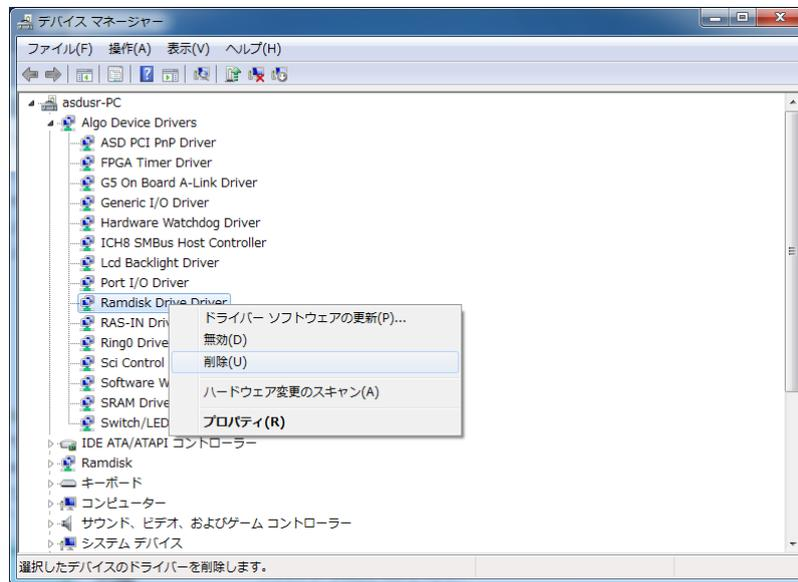 デバイス マネージャー
ファイル(F) 操作(A) 表示(V) ヘルプ(H)
asdusr-PC
Algo Device Drivers
ASD PCI PnP Driver
FPGA Timer Driver
G5 On Board A-Link Driver
Generic I/O Driver
Hardware Watchdog Driver
ICH8 SMBus Host Controller
Lcd Backlight Driver
Port I/O Driver
Ramdisk Drive Driver
RAS-IN Driv
Ring0 Drive
Sci Control
Software W
SRAM Drive
Switch/LED
ドライバー ソフトウェアの更新(P)...
無効(D)
削除(U)
ハードウェア変更のスキャン(A)
プロパティ(R)
IDE ATA/ATAPI コントローラー
Ramdisk
キーボード
コンピューター
サウンド、ビデオ、およびゲーム コントローラー
システム デバイス
選択したデバイスのドライバーを削除します。